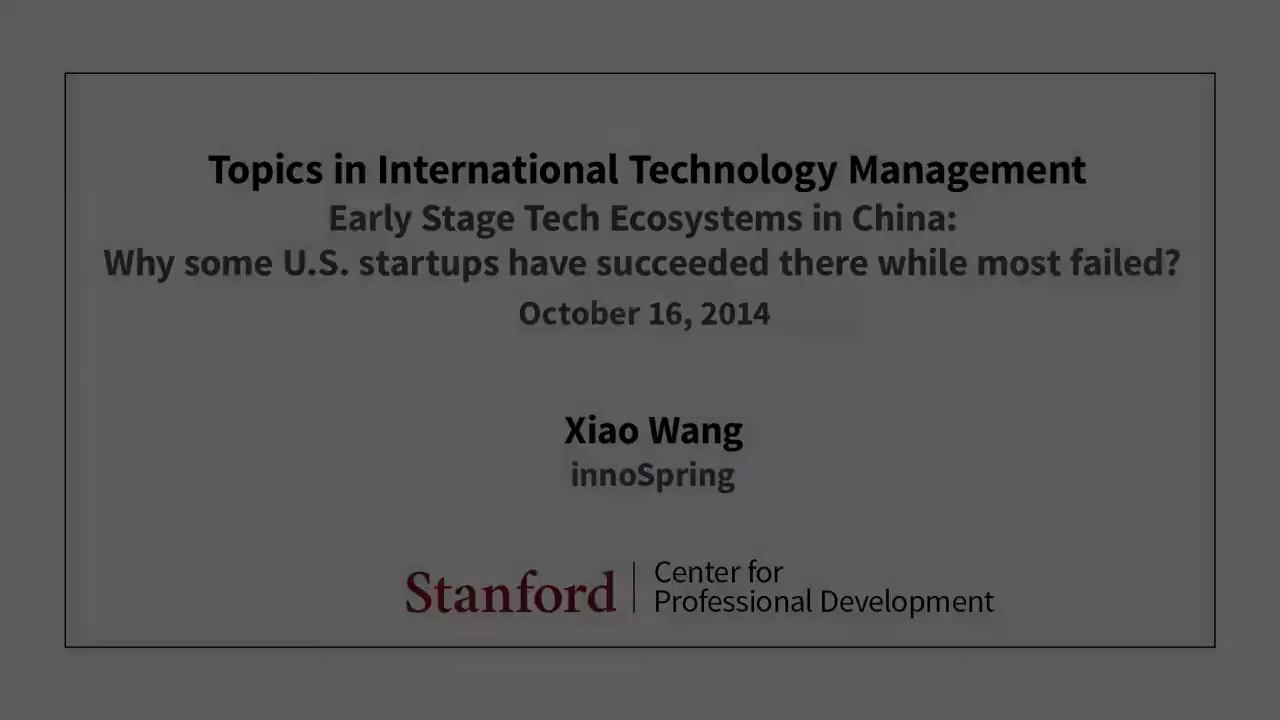 Topics in International Technology Management
Early Stage Tech Ecosystems in China:
Why some U.S. startups have succeeded there while most failed?
October 16, 2014
Xiao Wang
innoSpring
Stanford
Center for
Professional Development